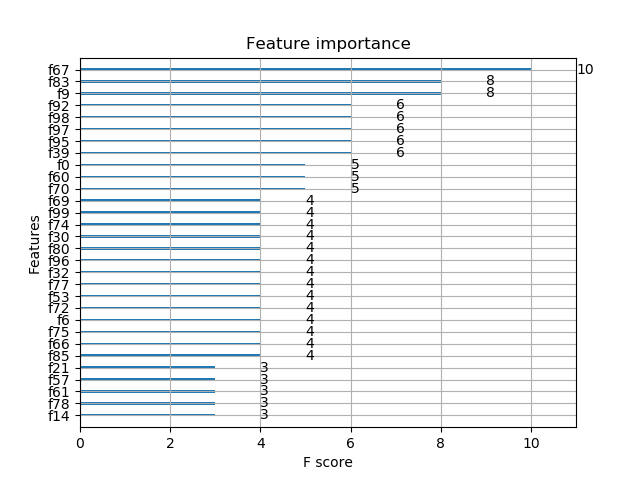 Feature importance
f67 10
f83 8
f9 8
f92 6
f98 6
f97 6
f95 6
f39 6
f0 5
f60 5
f70 5
f69 4
f99 4
f74 4
f30 4
f80 4
f96 4
f32 4
f77 4
f53 4
f72 4
f6 4
f75 4
f66 4
f85 4
f21 3
f57 3
f61 3
f78 3
f14 3
Features
0 2 4 6 8 10
F score